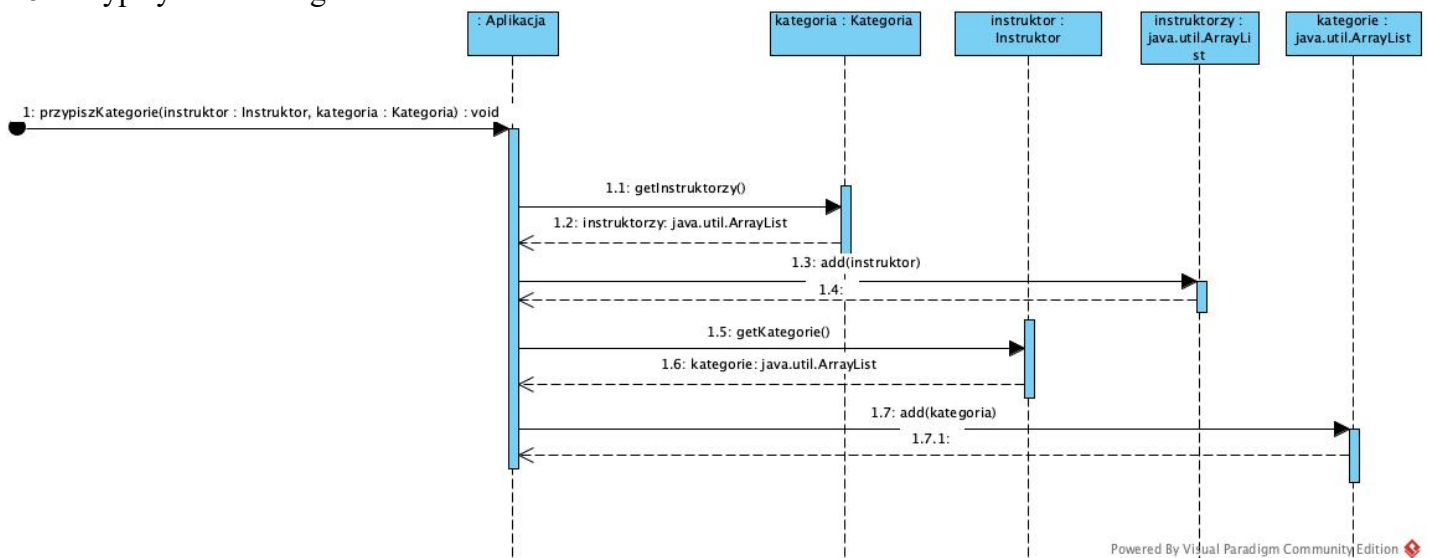 : Aplikacja
kategoria : Kategoria
instruktor :
Instruktor
instruktorzy :
java.util.ArrayLi
st
kategorie :
java.util.ArrayList
1: przypiszKategorie(instruktor : Instruktor, kategoria : Kategoria) : void
1.1: getInstruktorzy()
1.2: instruktorzy: java.util.ArrayList
1.3: add(instruktor)
1.4:
1.5: getKategorie()
1.6: kategorie: java.util.ArrayList
1.7: add(kategoria)
1.7.1:
Powered By Visual Paradigm Community Edition